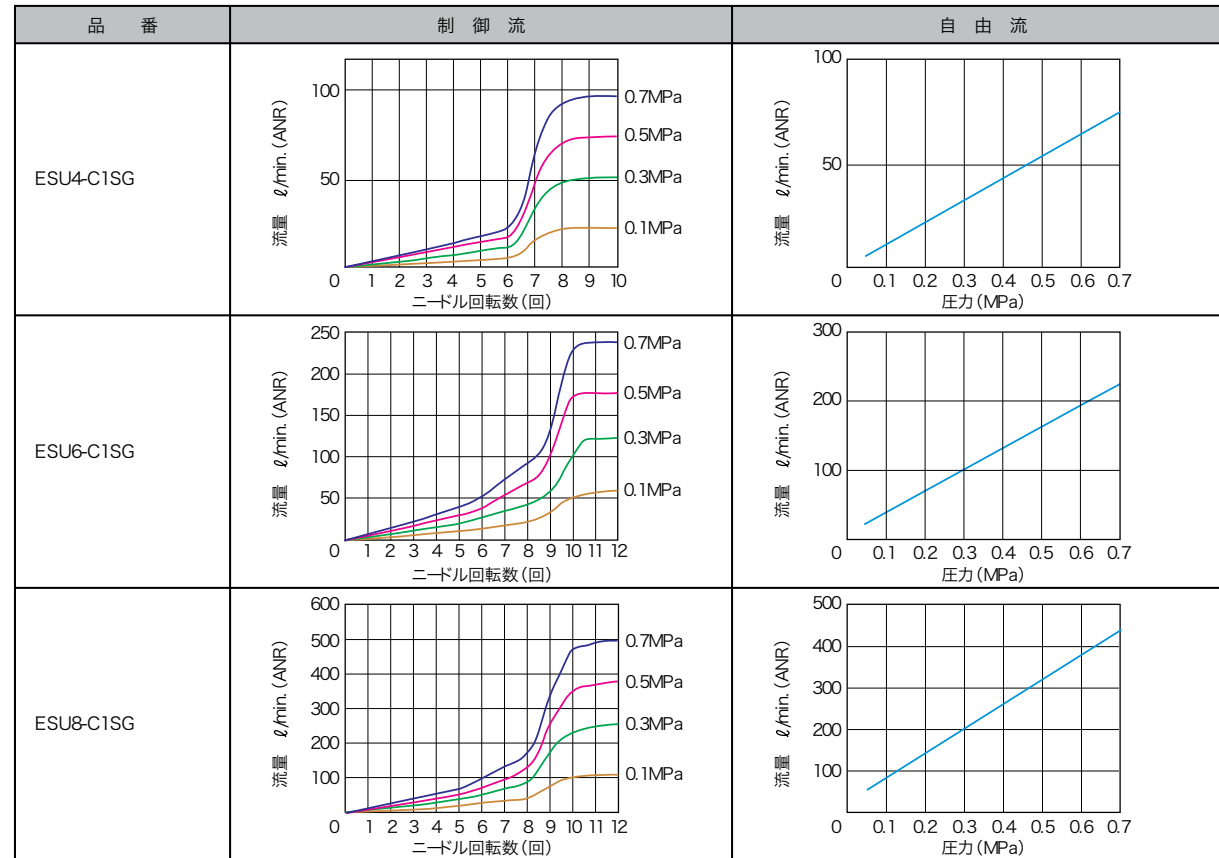 品 番 制 御 流 自 由 流
ESU4-C1SG
流量 ℓ/min.(ANR)
100
50
0 1 2 3 4 5 6 7 8 9 10
ニードル回転数(回)
0.7MPa
0.5MPa
0.3MPa
0.1MPa
流量 ℓ/min.(ANR)
100
50
0 0.1 0.2 0.3 0.4 0.5 0.6 0.7
圧力(MPa)
ESU6-C1SG
流量 ℓ/min.(ANR)
250
200
150
100
50
0 1 2 3 4 5 6 7 8 9 10 11 12
ニードル回転数(回)
0.7MPa
0.5MPa
0.3MPa
0.1MPa
流量 ℓ/min.(ANR)
300
200
100
0 0.1 0.2 0.3 0.4 0.5 0.6 0.7
圧力(MPa)
ESU8-C1SG
流量 ℓ/min.(ANR)
600
500
400
300
200
100
0 1 2 3 4 5 6 7 8 9 10 11 12
ニードル回転数(回)
0.7MPa
0.5MPa
0.3MPa
0.1MPa
流量 ℓ/min.(ANR)
500
400
300
200
100
0 0.1 0.2 0.3 0.4 0.5 0.6 0.7
圧力(MPa)